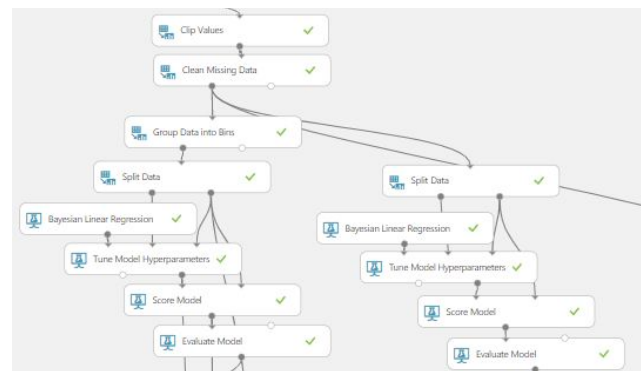 Clip Values
Clean Missing Data
Group Data into Bins
Split Data
Bayesian Linear Regression
Tune Model Hyperparameters
Score Model
Evaluate Model
Split Data
Bayesian Linear Regression
Tune Model Hyperparameters
Score Model
Evaluate Model